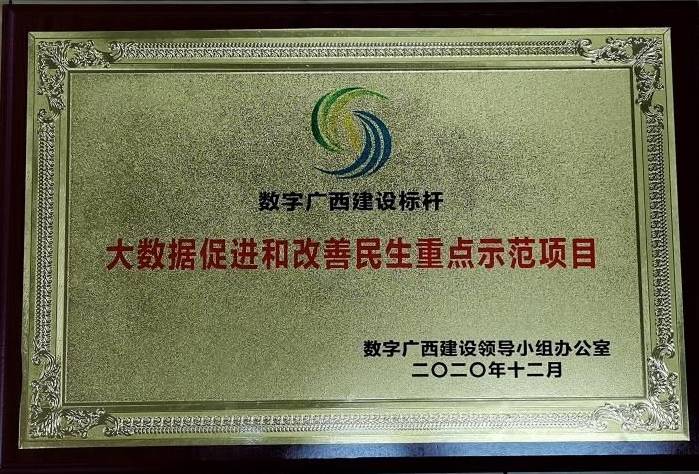 数字广西建设标杆
大数据促进和改善民生重点示范项目
数字广西建设领导小组办公室
二〇二〇年十二月